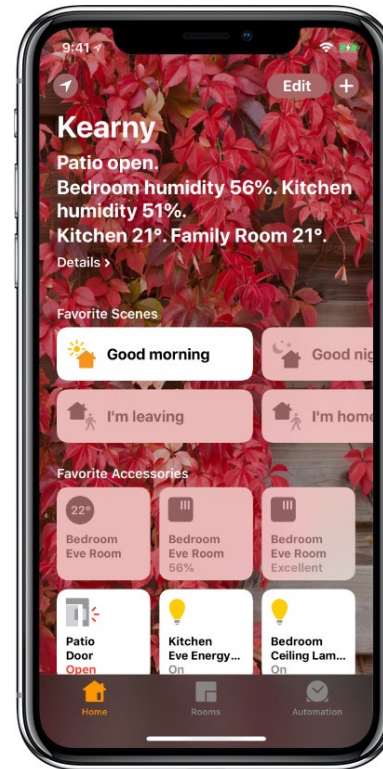 9:41
Edit +
Kearny
Patio open.
Bedroom humidity 56%. Kitchen
humidity 51%.
Kitchen 21°. Family Room 21°.
Details >
Favorite Scenes
Good morning
Good nig
I'm leaving
I'm home
Favorite Accessories
22°
Bedroom
Eve Room
Bedroom
Eve Room
56%
Bedroom
Eve Room
Excellent
Patio
Door
Open
Kitchen
Eve Energy...
On
Bedroom
Ceiling Lam...
On
Home
Rooms
Automation